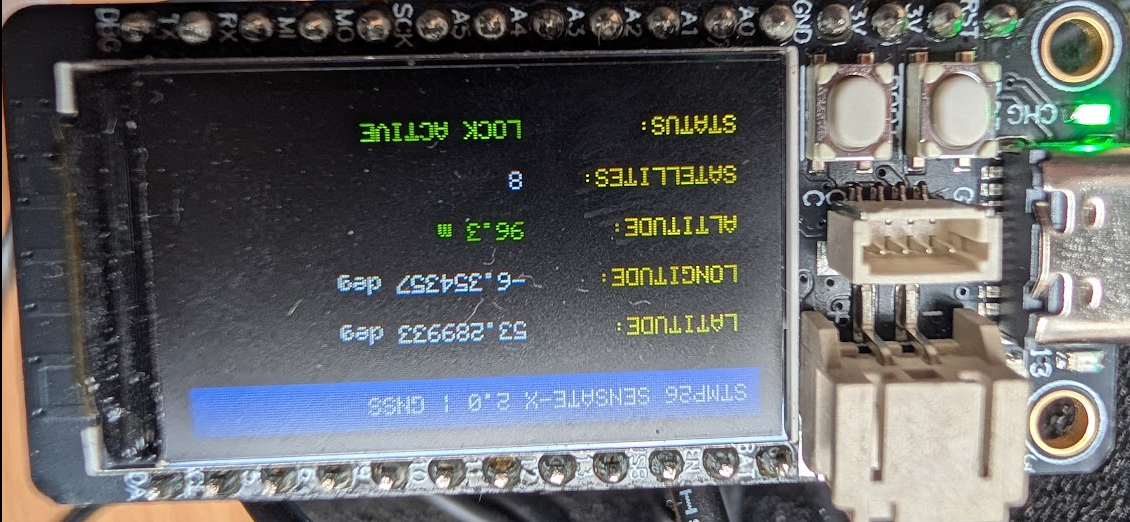 STMP26 SENSATE-X 2.0 | GNSS
LATITUDE: 53.289933 deg
LONGITUDE: -6.354357 deg
ALTITUDE: 96.3 m
SATELLITES: 8
STATUS: LOCK ACTIVE
CHG
RST 3V 3V GND A0 A1 A2 A3 A4 A5 SCK MO MI RX TX DBG